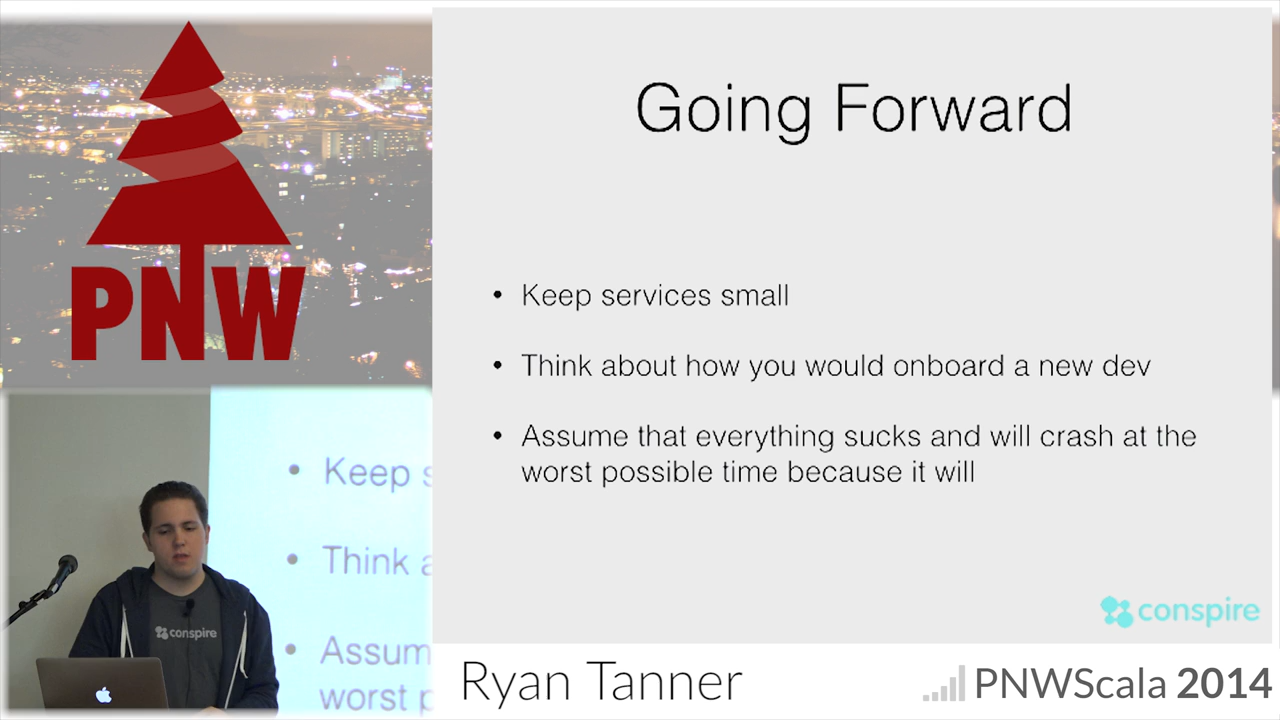 PNW
Going Forward
• Keep services small
• Think about how you would onboard a new dev
• Assume that everything sucks and will crash at the
worst possible time because it will
conspire
• Keep s
• Think a
• Assum
worst p
conspire
Ryan Tanner
PNWScala 2014